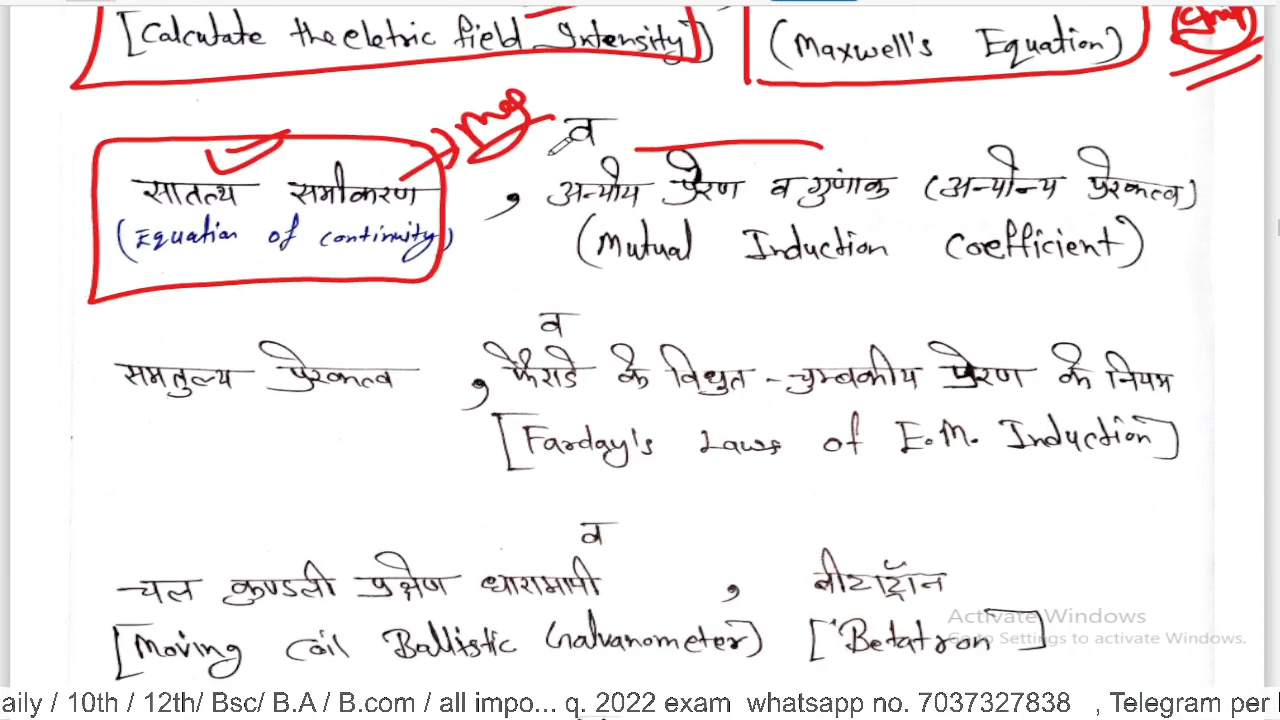 [Calcutate the eletric field Intensity] (Maxwell's Equation)
व
सातत्य समीकरण , अन्योय प्रेरण व गुणांक (अन्योन्य प्रेरकत्व)
(Equation of continuity) (Mutual Induction Coefficient)
व
समतुल्य प्रेरकत्व , फैराडे के विधुत - चुम्बकीय प्रेरण के नियम
[Farday's Laws of E.M. Induction]
व
चल कुण्डली प्रक्षेण धारामापी , बीटाट्रॉन
[Moving Coil Ballistic Galvanometer) [Betatron]
Activate Windows
Go to Settings to activate Windows.
aily / 10th / 12th/ Bsc/ B.A / B.com / all impo... q. 2022 exam whatsapp no. 7037327838 , Telegram per I